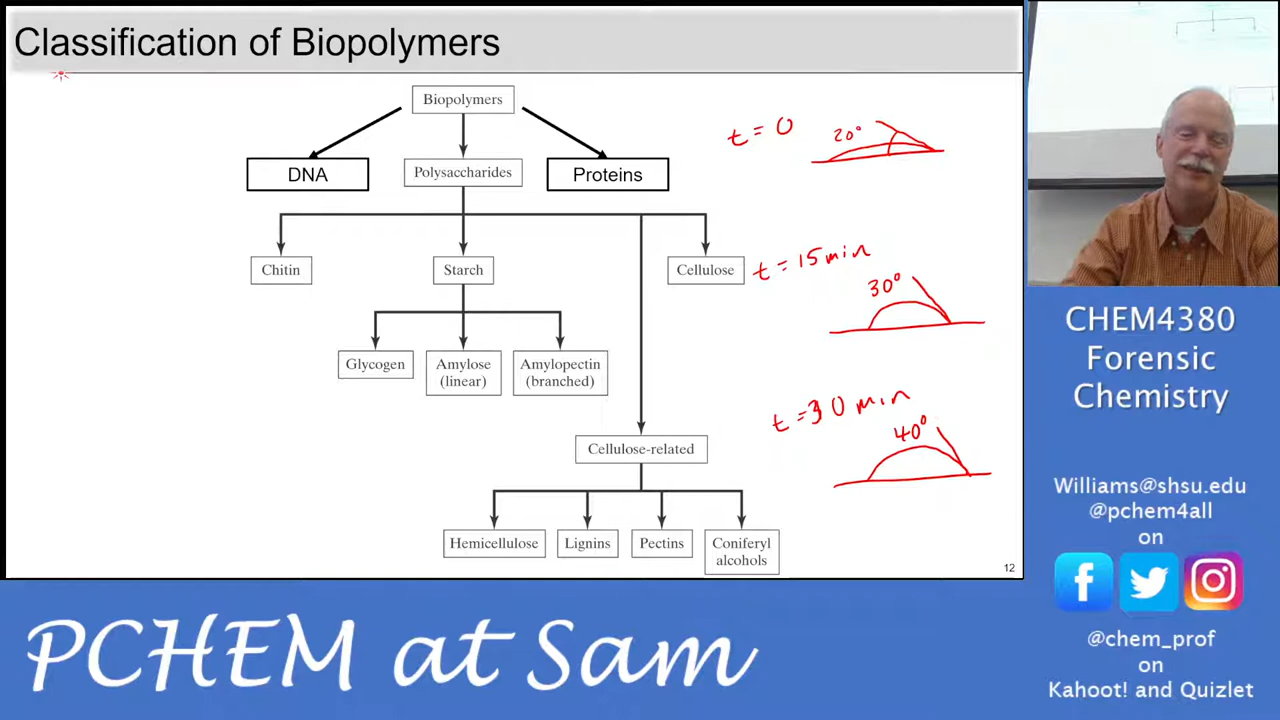 Classification of Biopolymers
Biopolymers
DNA
Polysaccharides
Proteins
Chitin
Starch
Cellulose
Glycogen
Amylose
(linear)
Amylopectin
(branched)
Cellulose-related
Hemicellulose
Lignins
Pectins
Coniferyl
alcohols
t = 0
20°
t = 15 min
30°
t = 30 min
40°
12
CHEM4380
Forensic
Chemistry
Williams@shsu.edu
@pchem4all
on
@chem_prof
on
Kahoot! and Quizlet
PCHEM at Sam